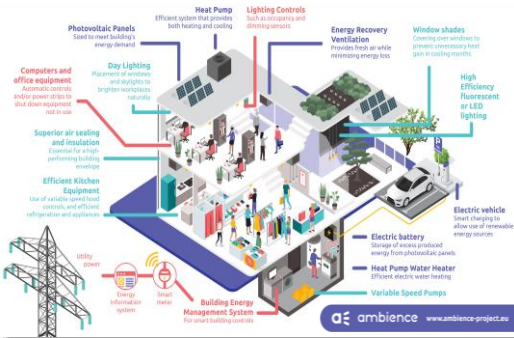 Heat Pump
Efficient system that provides
both heating and cooling
Lighting Controls
Such as occupancy and
dimming sensors
Photovoltaic Panels
Sized to meet building's
energy demand
Energy Recovery
Ventilation
Provides fresh air while
minimizing energy loss
Window shades
Covering over windows to
prevent unnecessary heat
gain in cooling months
Day Lighting
Placement of windows
and skylights to
brighten workplaces
naturally
Computers and
office equipment
Automatic controls
and/or power strips to
shut down equipment
not in use
High
Efficiency
fluorescent
or LED
lighting
Superior air sealing
and insulation
Essential for a high-
performing building
envelope
Efficient Kitchen
Equipment
Use of variable speed hood
controls, and efficient
refrigeration and appliances
Electric vehicle
Smart charging to
allow use of renewable
energy sources
Electric battery
Storage of excess produced
energy from photovoltaic panels
Heat Pump Water Heater
Efficient electric water heating
Variable Speed Pumps
Utility
power
Energy
Information
system
Smart
meter
Building Energy
Management System
For smart building controls
ambience
www.ambience-project.eu